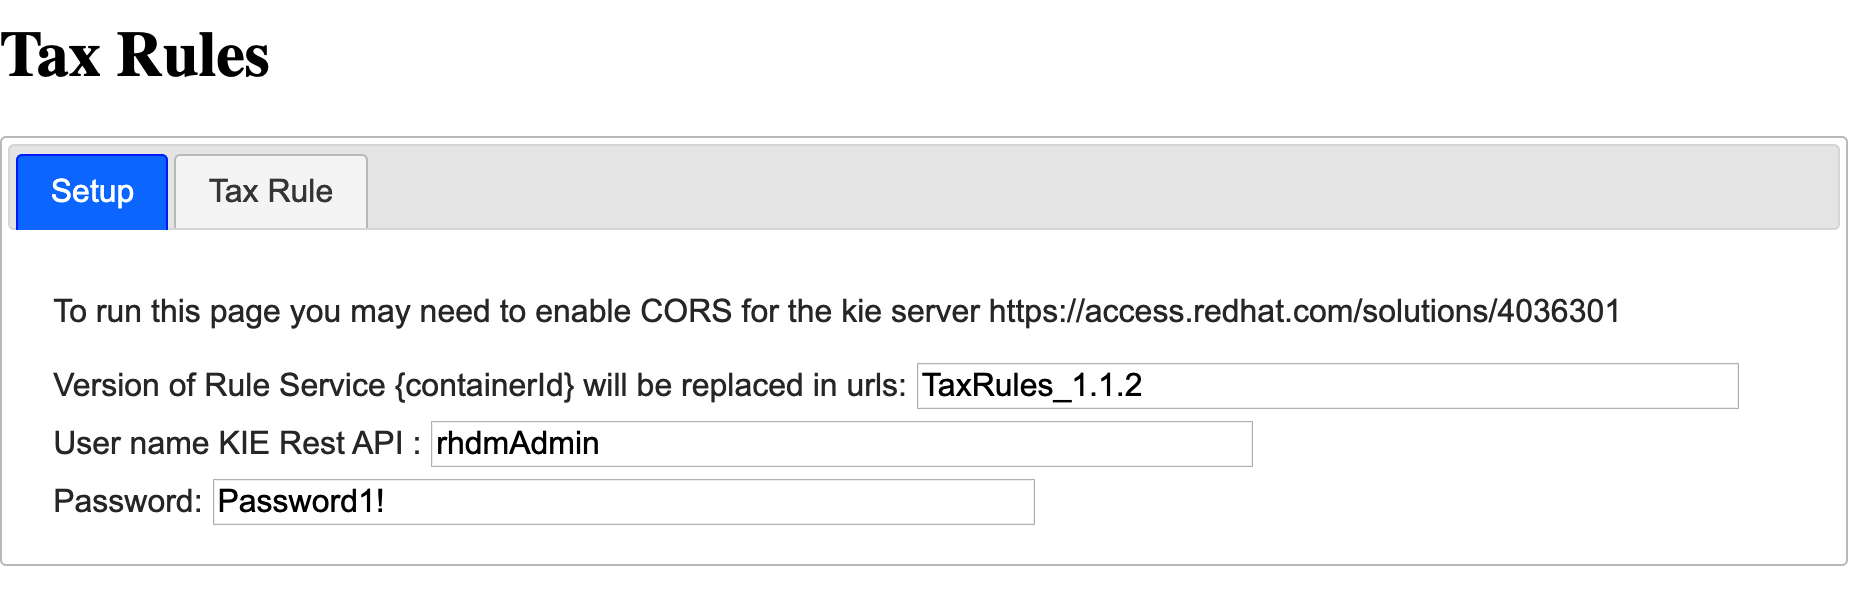 Tax Rules
Setup Tax Rule
To run this page you may need to enable CORS for the kie server https://access.redhat.com/solutions/4036301
Version of Rule Service {containerId} will be replaced in urls: TaxRules_1.1.2
User name KIE Rest API : rhdmAdmin
Password: Password1!